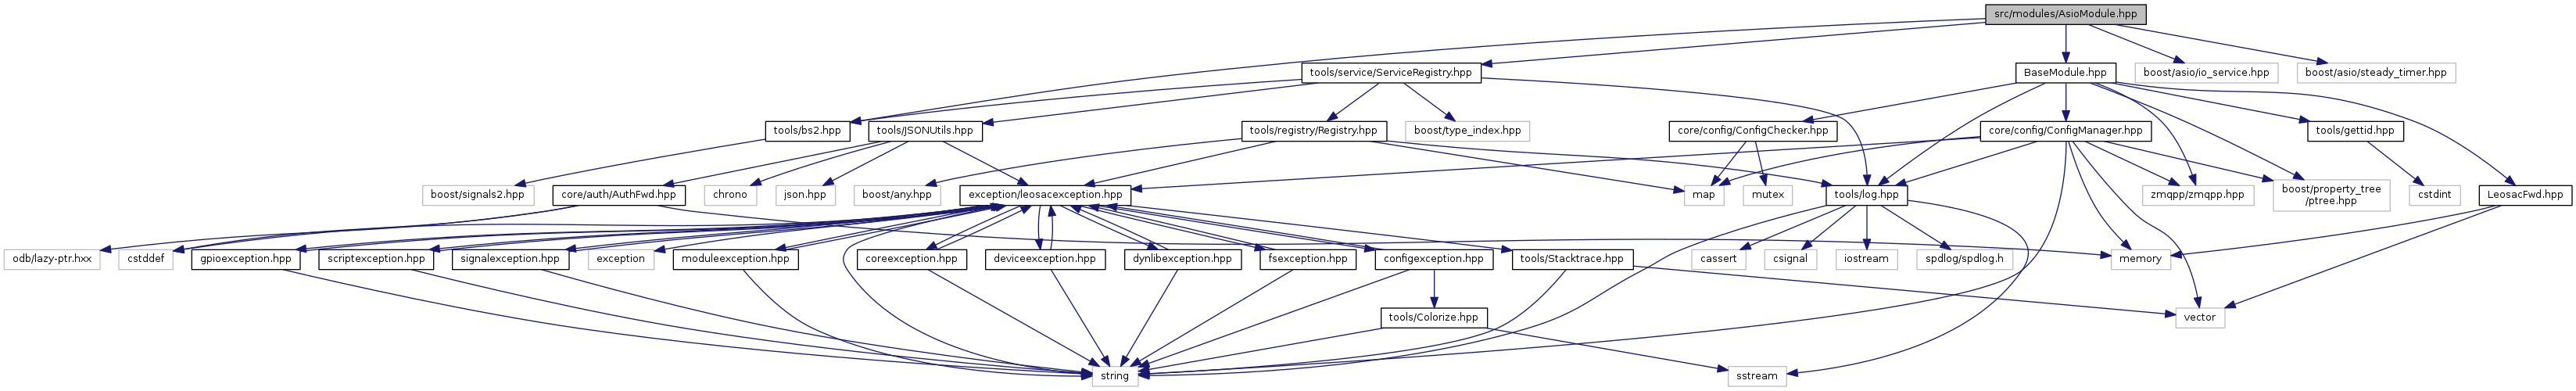 src/modules/AsioModule.hpp
tools/service/ServiceRegistry.hpp
BaseModule.hpp
boost/asio/io_service.hpp
boost/asio/steady_timer.hpp
tools/bs2.hpp
tools/JSONUtils.hpp
tools/registry/Registry.hpp
boost/type_index.hpp
core/config/ConfigChecker.hpp
core/config/ConfigManager.hpp
tools/gettid.hpp
boost/signals2.hpp
core/auth/AuthFwd.hpp
chrono
json.hpp
boost/any.hpp
exception/leosacexception.hpp
map
mutex
tools/log.hpp
zmqpp/zmqpp.hpp
boost/property_tree
/ptree.hpp
cstdint
LeosacFwd.hpp
odb/lazy-ptr.hxx
cstddef
gpioexception.hpp
scriptexception.hpp
signalexception.hpp
exception
moduleexception.hpp
coreexception.hpp
deviceexception.hpp
dynlibexception.hpp
fsexception.hpp
configexception.hpp
tools/Stacktrace.hpp
cassert
csignal
iostream
spdlog/spdlog.h
memory
tools/Colorize.hpp
vector
string
sstream